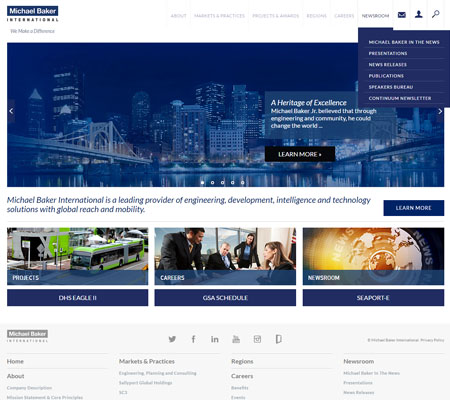 Michael Baker
INTERNATIONAL
We Make a Difference
ABOUT MARKETS & PRACTICES PROJECTS & AWARDS REGIONS CAREERS NEWSROOM
MICHAEL BAKER IN THE NEWS
PRESENTATIONS
NEWS RELEASES
PUBLICATIONS
SPEAKERS BUREAU
CONTINUUM NEWSLETTER
A Heritage of Excellence
Michael Baker Jr. believed that through
engineering and community, he could
change the world ...
LEARN MORE »
Michael Baker International is a leading provider of engineering, development, intelligence and technology
solutions with global reach and mobility.
LEARN MORE
PROJECTS
CAREERS
NEWSROOM
DHS EAGLE II
GSA SCHEDULE
SEAPORT-E
Michael Baker
INTERNATIONAL
© Michael Baker International Privacy Policy
Home
About
Company Description
Mission Statement & Core Principles
Markets & Practices
Engineering, Planning and Consulting
Sallyport Global Holdings
SC3
Regions
Careers
Benefits
Events
Newsroom
Michael Baker In The News
Presentations
News Releases